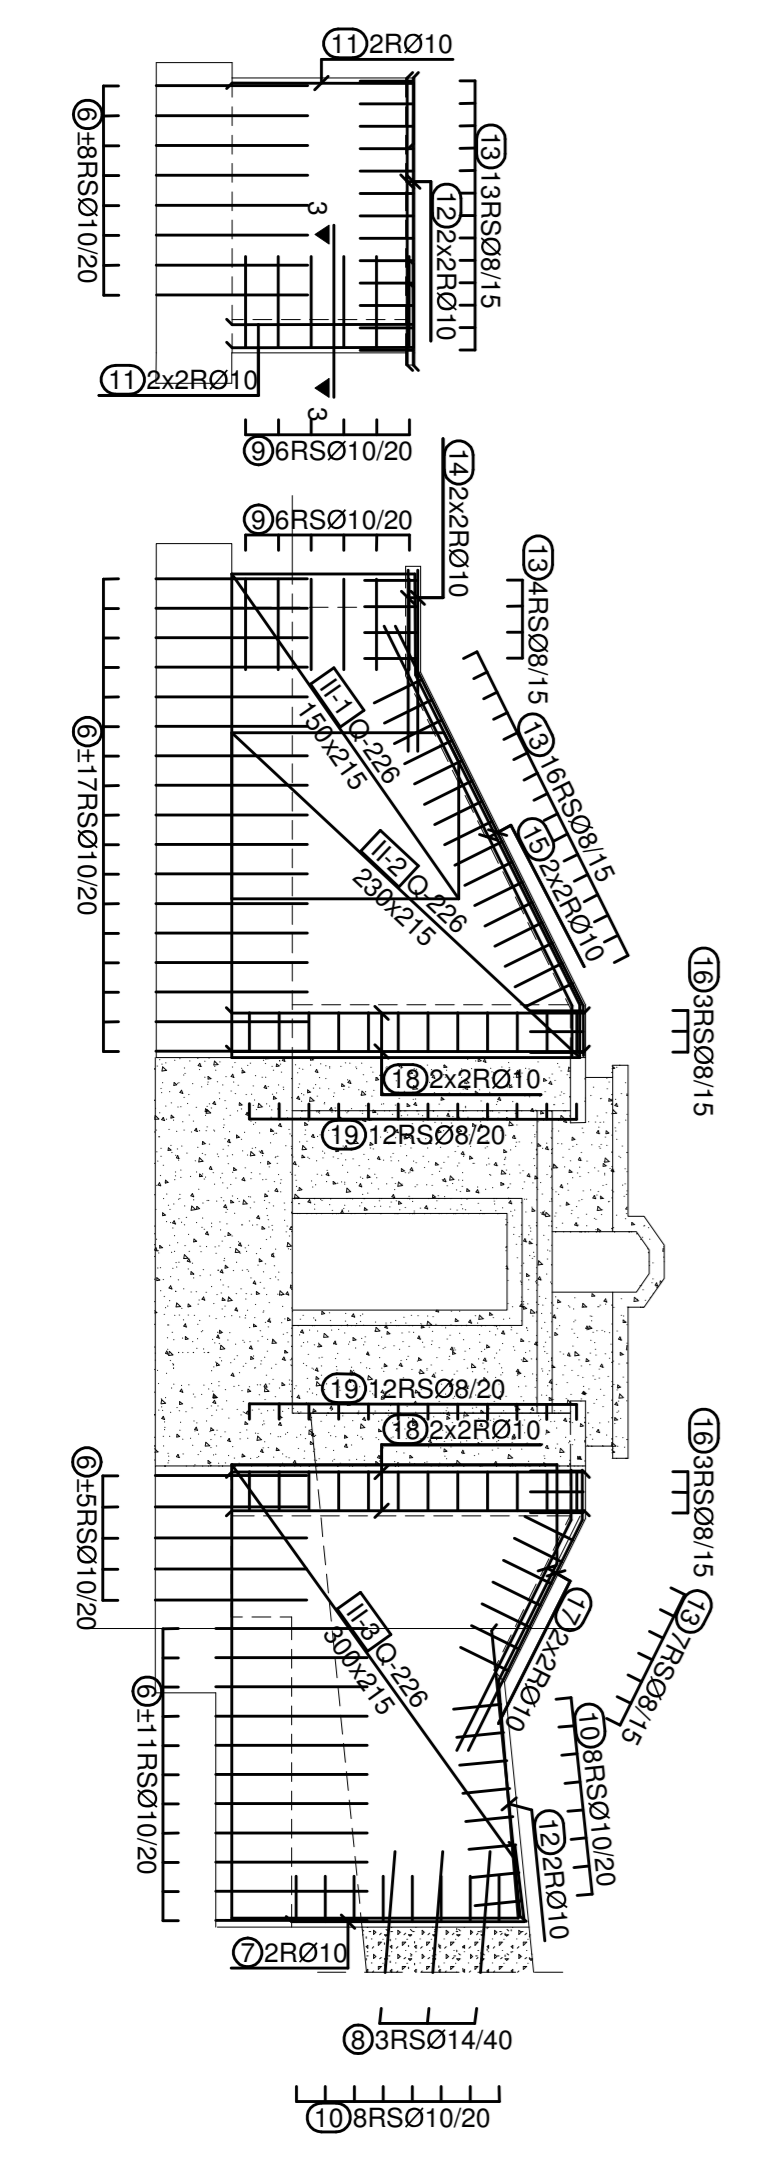 11 2RØ10
6 ±8RSØ10/20
13 13RSØ8/15
12 2x2RØ10
3
11 2x2RØ10
3
9 6RSØ10/20
14 2x2RØ10
9 6RSØ10/20
13 4RSØ8/15
II-1 Q-226
150x215
13 16RSØ8/15
6 ±17RSØ10/20
15 2x2RØ10
II-2 Q-226
230x215
16 3RSØ8/15
18 2x2RØ10
19 12RSØ8/20
19 12RSØ8/20
18 2x2RØ10
16 3RSØ8/15
6 ±5RSØ10/20
17 2x2RØ10
13 7RSØ8/15
II-3 Q-226
300x215
6 ±11RSØ10/20
10 8RSØ10/20
12 2RØ10
7 2RØ10
8 3RSØ14/40
10 8RSØ10/20